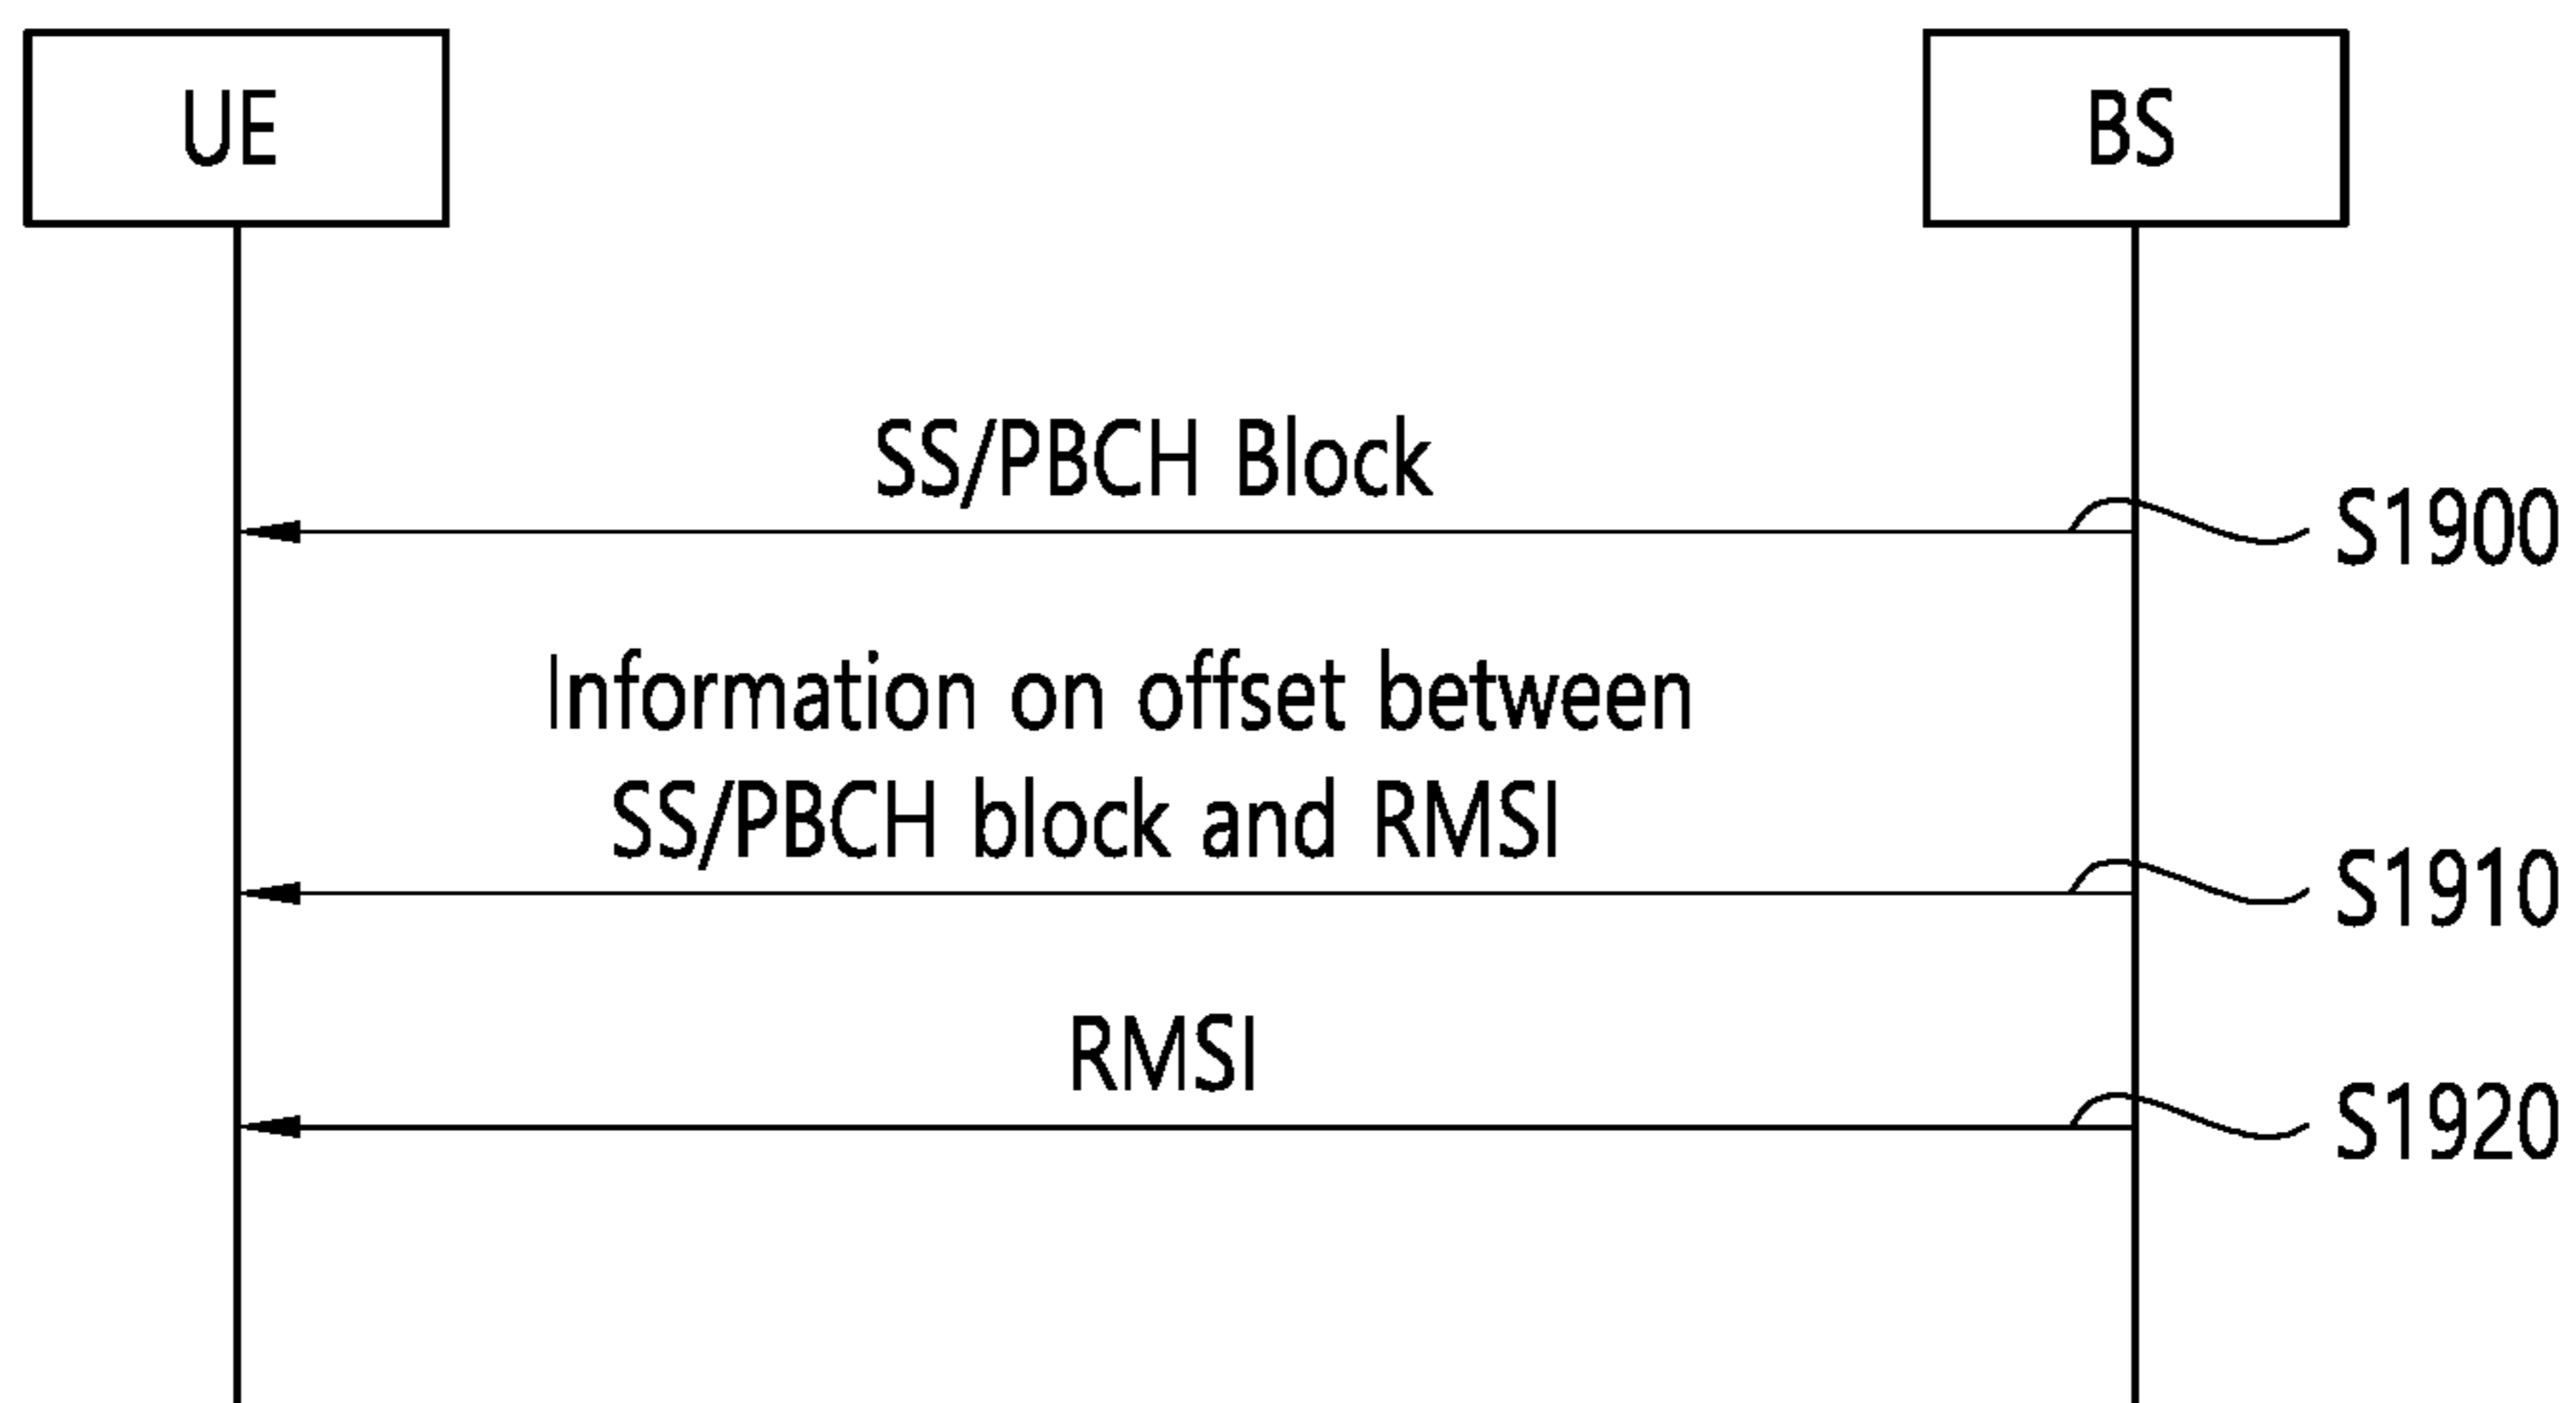 UE
BS
SS/PBCH Block
S1900
Information on offset between
SS/PBCH block and RMSI
S1910
RMSI
S1920